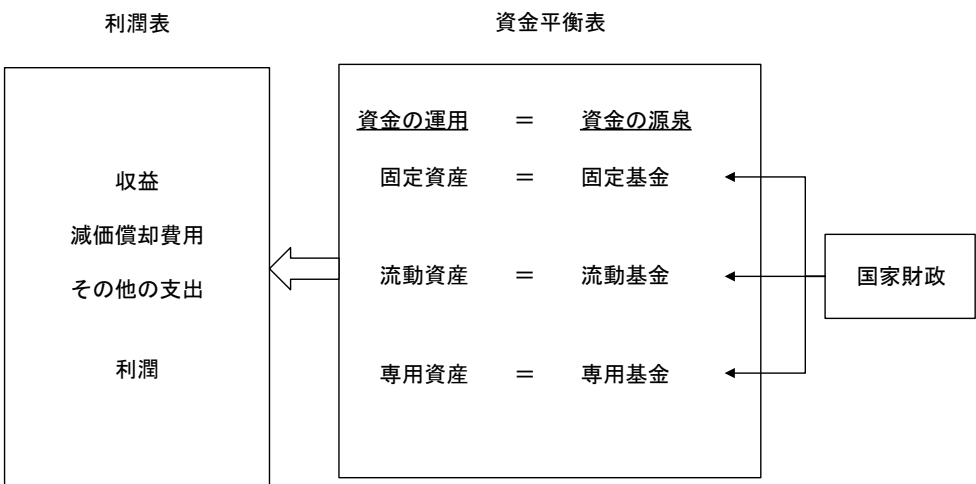 利潤表
資金平衡表
収益
減価償却費用
その他の支出
利潤
資金の運用 ＝ 資金の源泉
固定資産 ＝ 固定基金
流動資産 ＝ 流動基金
専用資産 ＝ 専用基金
国家財政